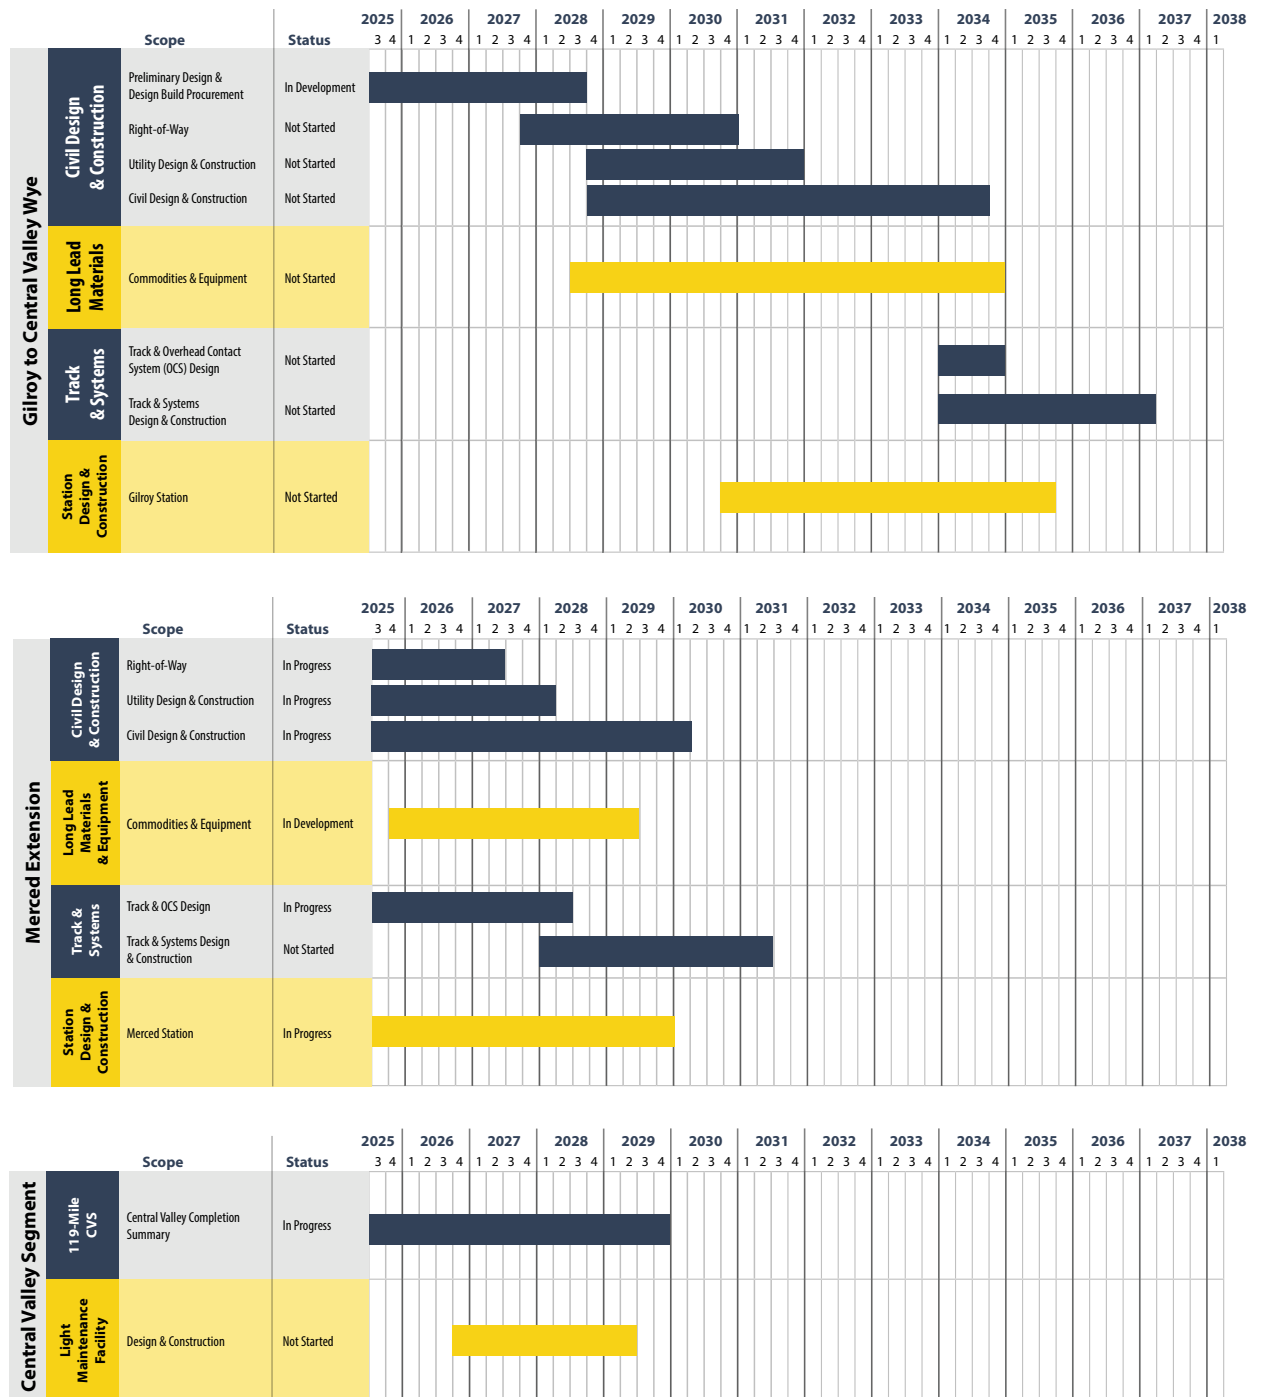 2025 2026 2027 2028 2029 2030 2031 2032 2033 2034 2035 2036 2037 2038
Scope Status 3 4 1 2 3 4 1 2 3 4 1 2 3 4 1 2 3 4 1 2 3 4 1 2 3 4 1 2 3 4 1 2 3 4 1 2 3 4 1 2 3 4 1 2 3 4 1 2 3 4 1
Gilroy to Central Valley Wye
Civil Design
& Construction
Preliminary Design &
Design Build Procurement
In Development
Right-of-Way Not Started
Utility Design & Construction Not Started
Civil Design & Construction Not Started
Long Lead
Materials
Commodities & Equipment Not Started
Track
& Systems
Track & Overhead Contact
System (OCS) Design
Not Started
Track & Systems
Design & Construction
Not Started
Station
Design &
Construction
Gilroy Station Not Started
2025 2026 2027 2028 2029 2030 2031 2032 2033 2034 2035 2036 2037 2038
Scope Status 3 4 1 2 3 4 1 2 3 4 1 2 3 4 1 2 3 4 1 2 3 4 1 2 3 4 1 2 3 4 1 2 3 4 1 2 3 4 1 2 3 4 1 2 3 4 1 2 3 4 1
Merced Extension
Civil Design
& Construction
Right-of-Way In Progress
Utility Design & Construction In Progress
Civil Design & Construction In Progress
Long Lead
Materials
& Equipment
Commodities & Equipment In Development
Track &
Systems
Track & OCS Design In Progress
Track & Systems Design
& Construction
Not Started
Station
Design &
Construction
Merced Station In Progress
2025 2026 2027 2028 2029 2030 2031 2032 2033 2034 2035 2036 2037 2038
Scope Status 3 4 1 2 3 4 1 2 3 4 1 2 3 4 1 2 3 4 1 2 3 4 1 2 3 4 1 2 3 4 1 2 3 4 1 2 3 4 1 2 3 4 1 2 3 4 1 2 3 4 1
Central Valley Segment
119-Mile
CVS
Central Valley Completion
Summary
In Progress
Light
Maintenance
Facility
Design & Construction Not Started